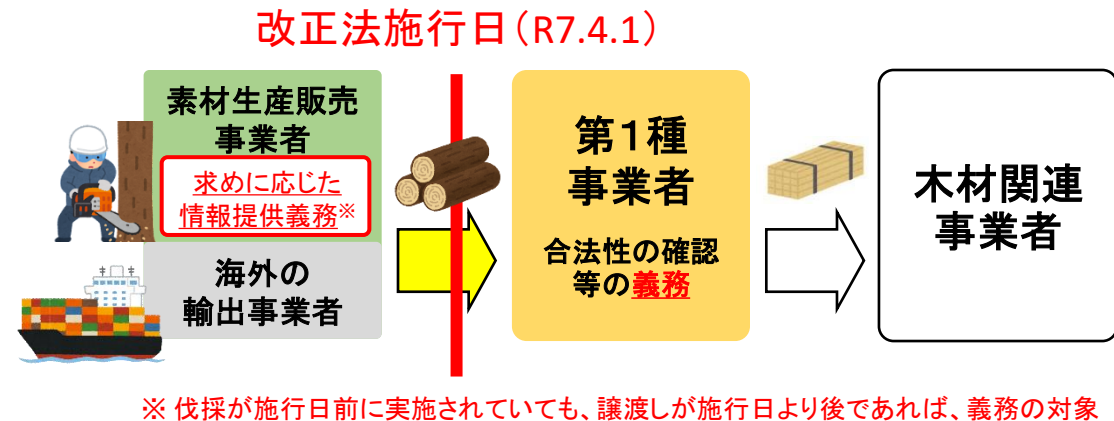 改正法施行日（R7.4.1）
素材生産販売
事業者
求めに応じた
情報提供義務※
海外の
輸出事業者
第1種
事業者
合法性の確認
等の義務
木材関連
事業者
※ 伐採が施行日前に実施されていても、譲渡しが施行日より後であれば、義務の対象